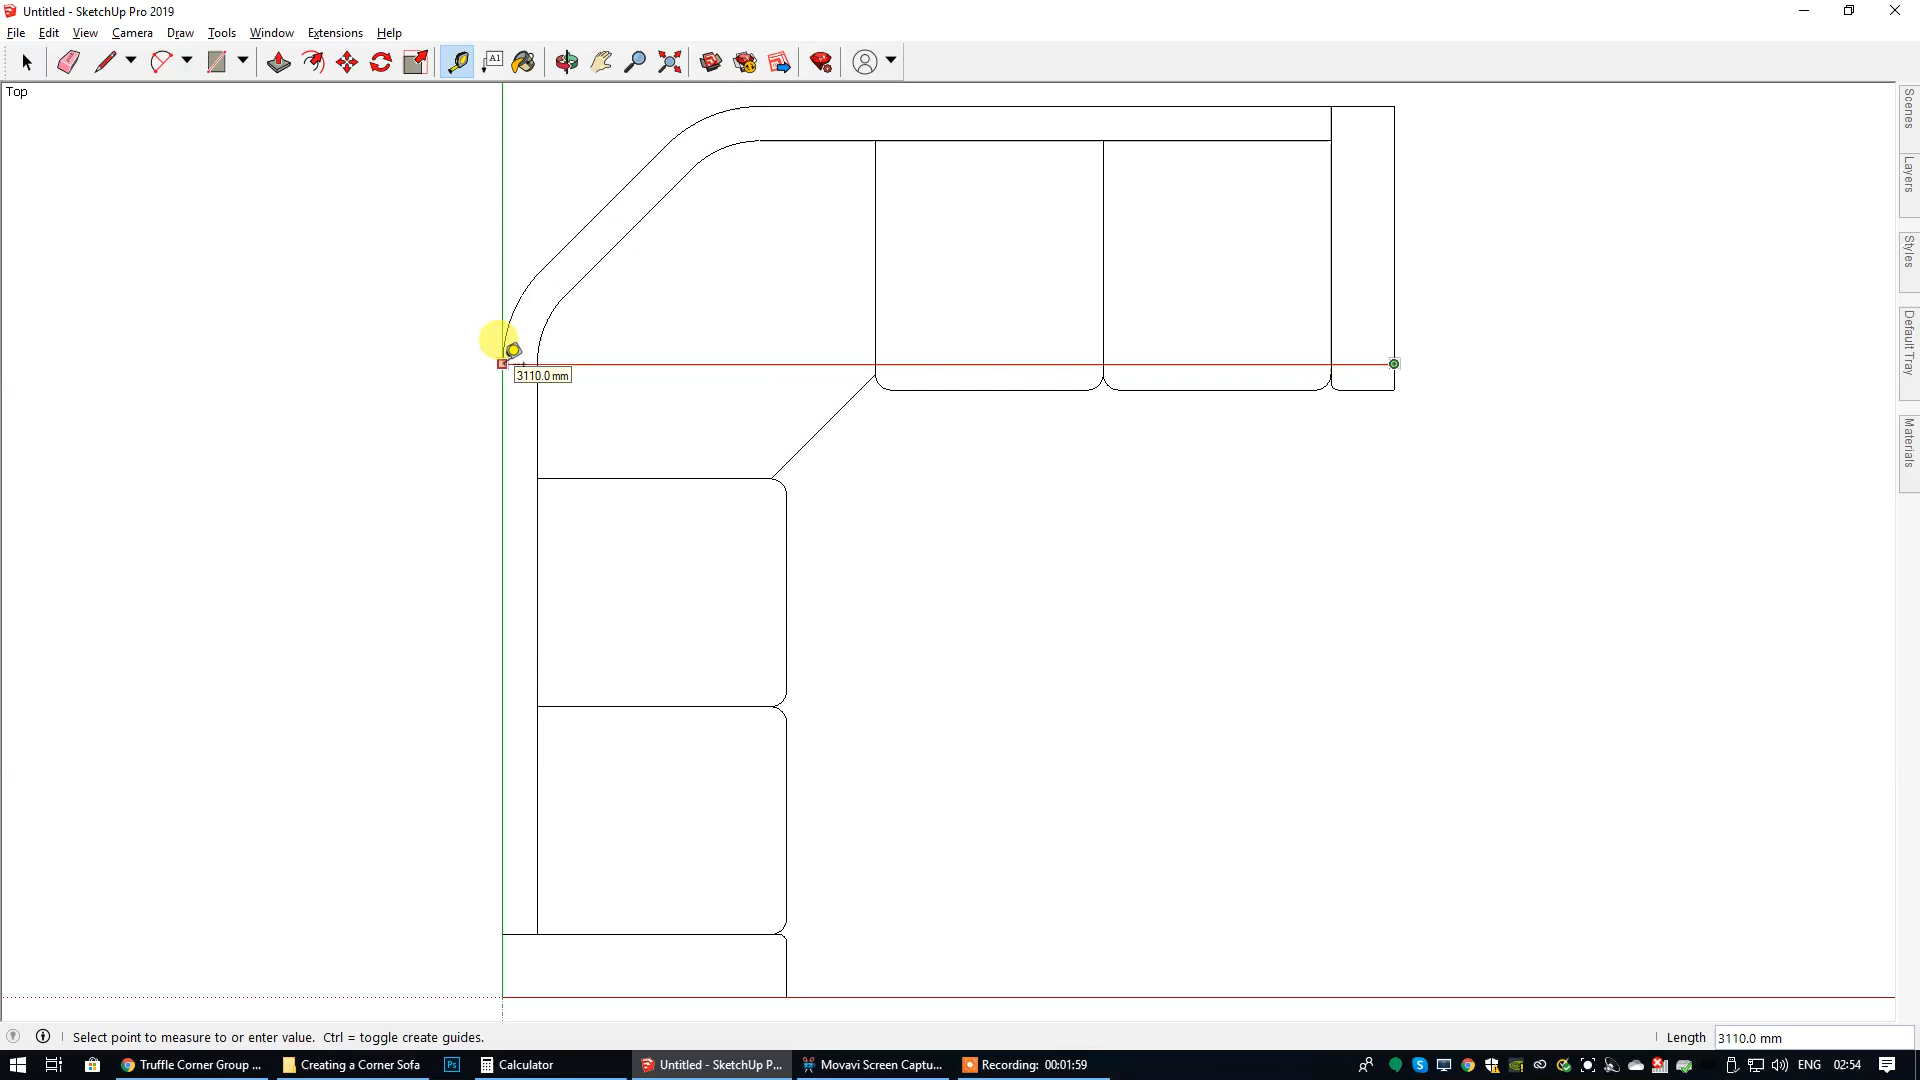 Untitled - SketchUp Pro 2019
File Edit View Camera Draw Tools Window Extensions Help
A1
Top
Scenes
Layers
Styles
Default Tray
Materials
3110.0 mm
Select point to measure to or enter value. Ctrl = toggle create guides.
Length 3110.0 mm
Truffle Corner Group ... Creating a Corner Sofa Ps Calculator Untitled - SketchUp P... Movavi Screen Captu... Recording: 00:01:59 ENG 02:54